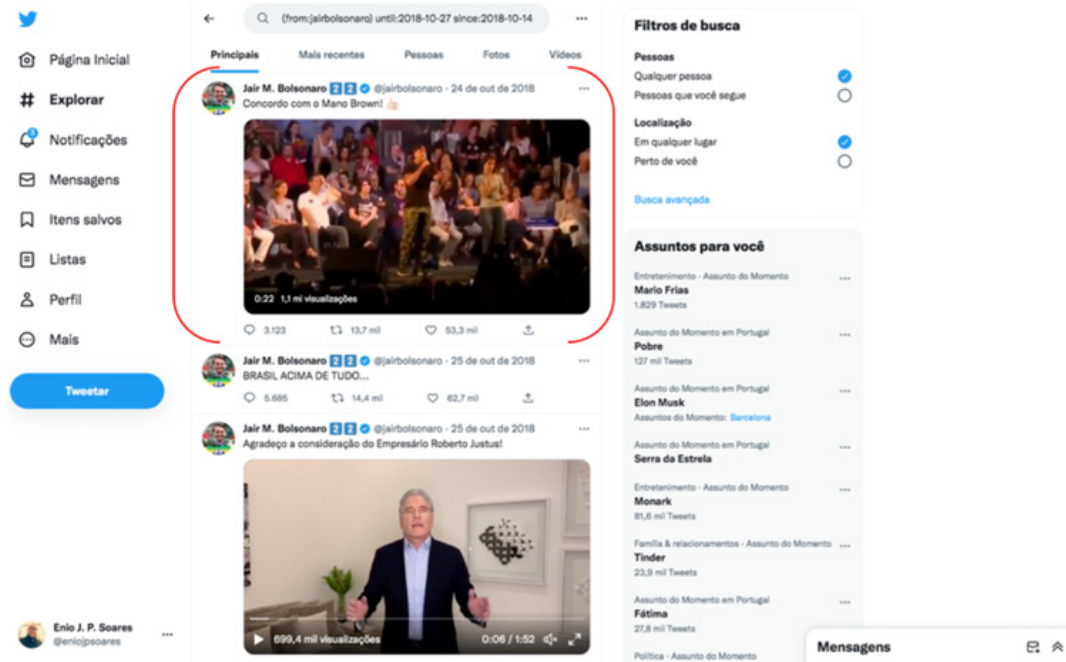 (from:jairbolsonaro) until:2018-10-27 since:2018-10-14
Página Inicial
Explorar
3
Notificações
Mensagens
Itens salvos
Listas
Perfil
Mais
Tweetar
Enio J. P. Soares
@eniojpsoares
Principais Mais recentes Pessoas Fotos Vídeos
Jair M. Bolsonaro 2 2 @jairbolsonaro · 24 de out de 2018
Concordo com o Mano Brown!
0:22 1,1 mi visualizações
3.123 13,7 mil 53,3 mil
Jair M. Bolsonaro 2 2 @jairbolsonaro · 25 de out de 2018
BRASIL ACIMA DE TUDO...
5.685 14,4 mil 62,7 mil
Jair M. Bolsonaro 2 2 @jairbolsonaro · 25 de out de 2018
Agradeço a consideração do Empresário Roberto Justus!
699,4 mil visualizações 0:06 / 1:52
Filtros de busca
Pessoas
Qualquer pessoa
Pessoas que você segue
Localização
Em qualquer lugar
Perto de você
Busca avançada
Assuntos para você
Entretenimento · Assunto do Momento
Mario Frias
1.829 Tweets
Assunto do Momento em Portugal
Pobre
127 mil Tweets
Assunto do Momento em Portugal
Elon Musk
Assuntos do Momento: Barcelona
Assunto do Momento em Portugal
Serra da Estrela
Entretenimento · Assunto do Momento
Monark
81,6 mil Tweets
Família & relacionamentos · Assunto do Momento
Tinder
23,9 mil Tweets
Assunto do Momento em Portugal
Fátima
27,8 mil Tweets
Política · Assunto do Momento
Mensagens